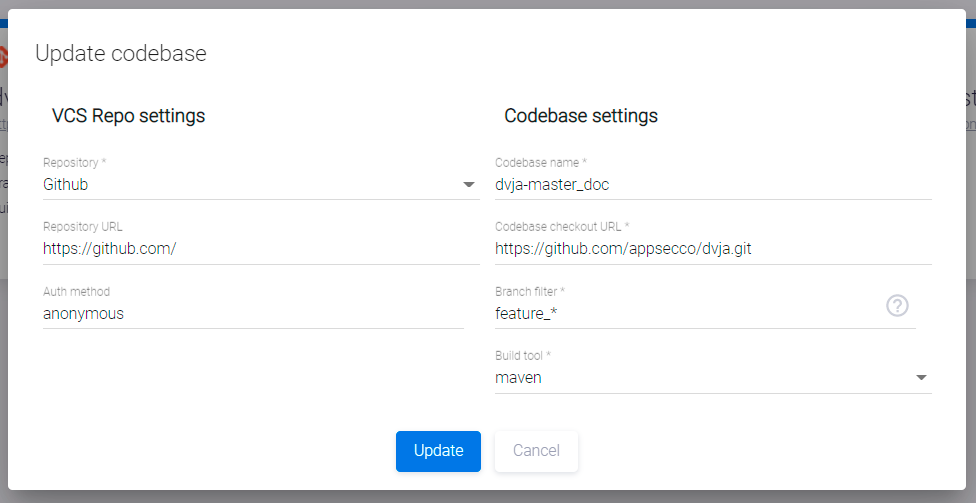 Update codebase
VCS Repo settings
Repository *
Github
Repository URL
https://github.com/
Auth method
anonymous
Codebase settings
Codebase name *
dvja-master_doc
Codebase checkout URL *
https://github.com/appsecco/dvja.git
Branch filter *
feature_*
Build tool *
maven
Update
Cancel